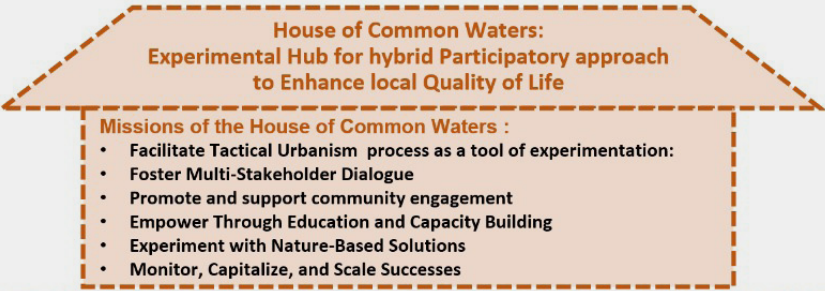 House of Common Waters:
Experimental Hub for hybrid Participatory approach
to Enhance local Quality of Life
Missions of the House of Common Waters :
• Facilitate Tactical Urbanism process as a tool of experimentation:
• Foster Multi-Stakeholder Dialogue
• Promote and support community engagement
• Empower Through Education and Capacity Building
• Experiment with Nature-Based Solutions
• Monitor, Capitalize, and Scale Successes